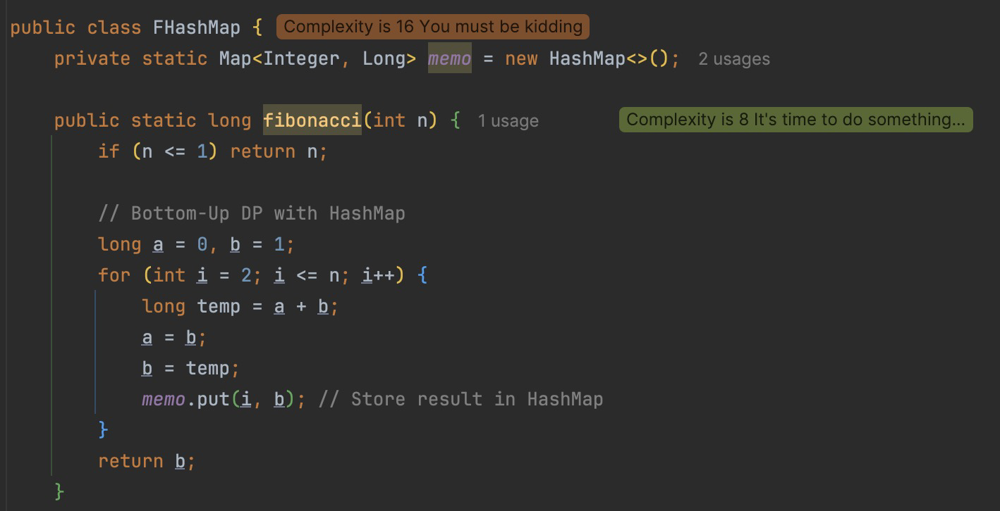 public class FHashMap { Complexity is 16 You must be kidding
    private static Map<Integer, Long> memo = new HashMap<>(); 2 usages
    public static long fibonacci(int n) { 1 usage Complexity is 8 It's time to do something...
        if (n <= 1) return n;
        // Bottom-Up DP with HashMap
        long a = 0, b = 1;
        for (int i = 2; i <= n; i++) {
            long temp = a + b;
            a = b;
            b = temp;
            memo.put(i, b); // Store result in HashMap
        }
        return b;
    }